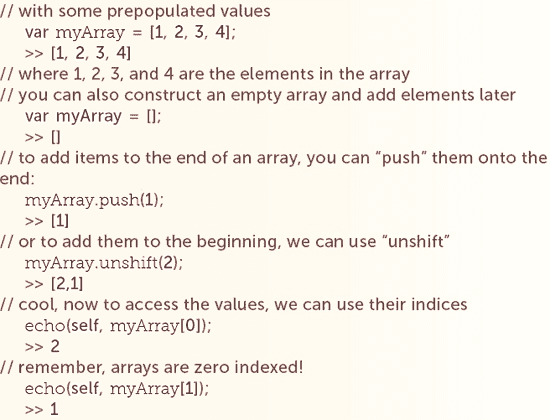 // with some prepopulated values
var myArray = [1, 2, 3, 4];
>> [1, 2, 3, 4]
// where 1, 2, 3, and 4 are the elements in the array
// you can also construct an empty array and add elements later
var myArray = [];
>> []
// to add items to the end of an array, you can “push” them onto the
end:
myArray.push(1);
>> [1]
// or to add them to the beginning, we can use “unshift”
myArray.unshift(2);
>> [2,1]
// cool, now to access the values, we can use their indices
echo(self, myArray[0]);
>> 2
// remember, arrays are zero indexed!
echo(self, myArray[1]);
>> 1